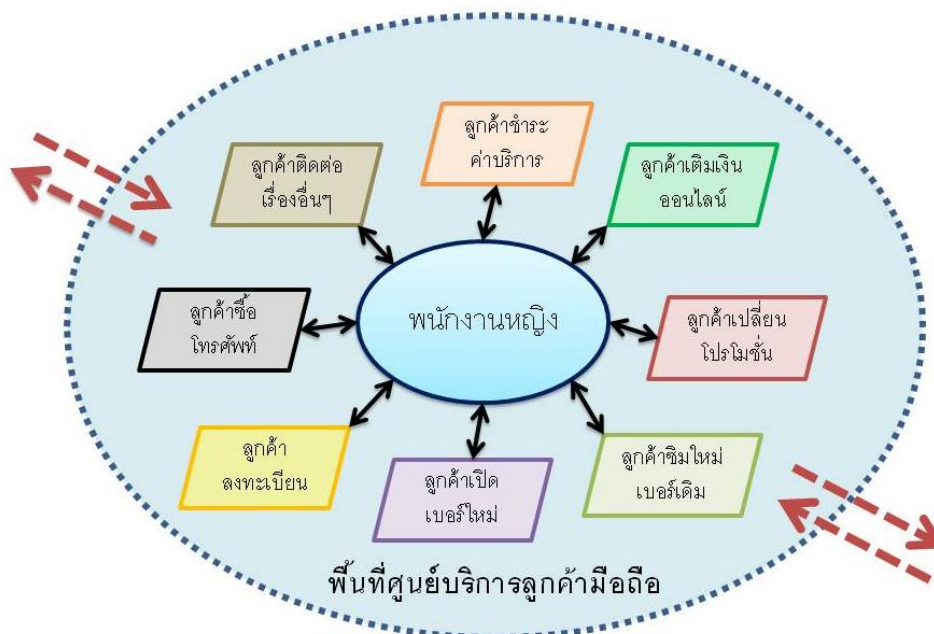 ลูกค้าชำระ
ค่าบริการ
ลูกค้าติดต่อ
เรื่องอื่นๆ
ลูกค้าเติมเงิน
ออนไลน์
ลูกค้าซื้อ
โทรศัพท์
พนักงานหญิง
ลูกค้าเปลี่ยน
โปรโมชั่น
ลูกค้า
ลงทะเบียน
ลูกค้าเปิด
เบอร์ใหม่
ลูกค้าซิมใหม่
เบอร์เดิม
พื้นที่ศูนย์บริการลูกค้ามือถือ